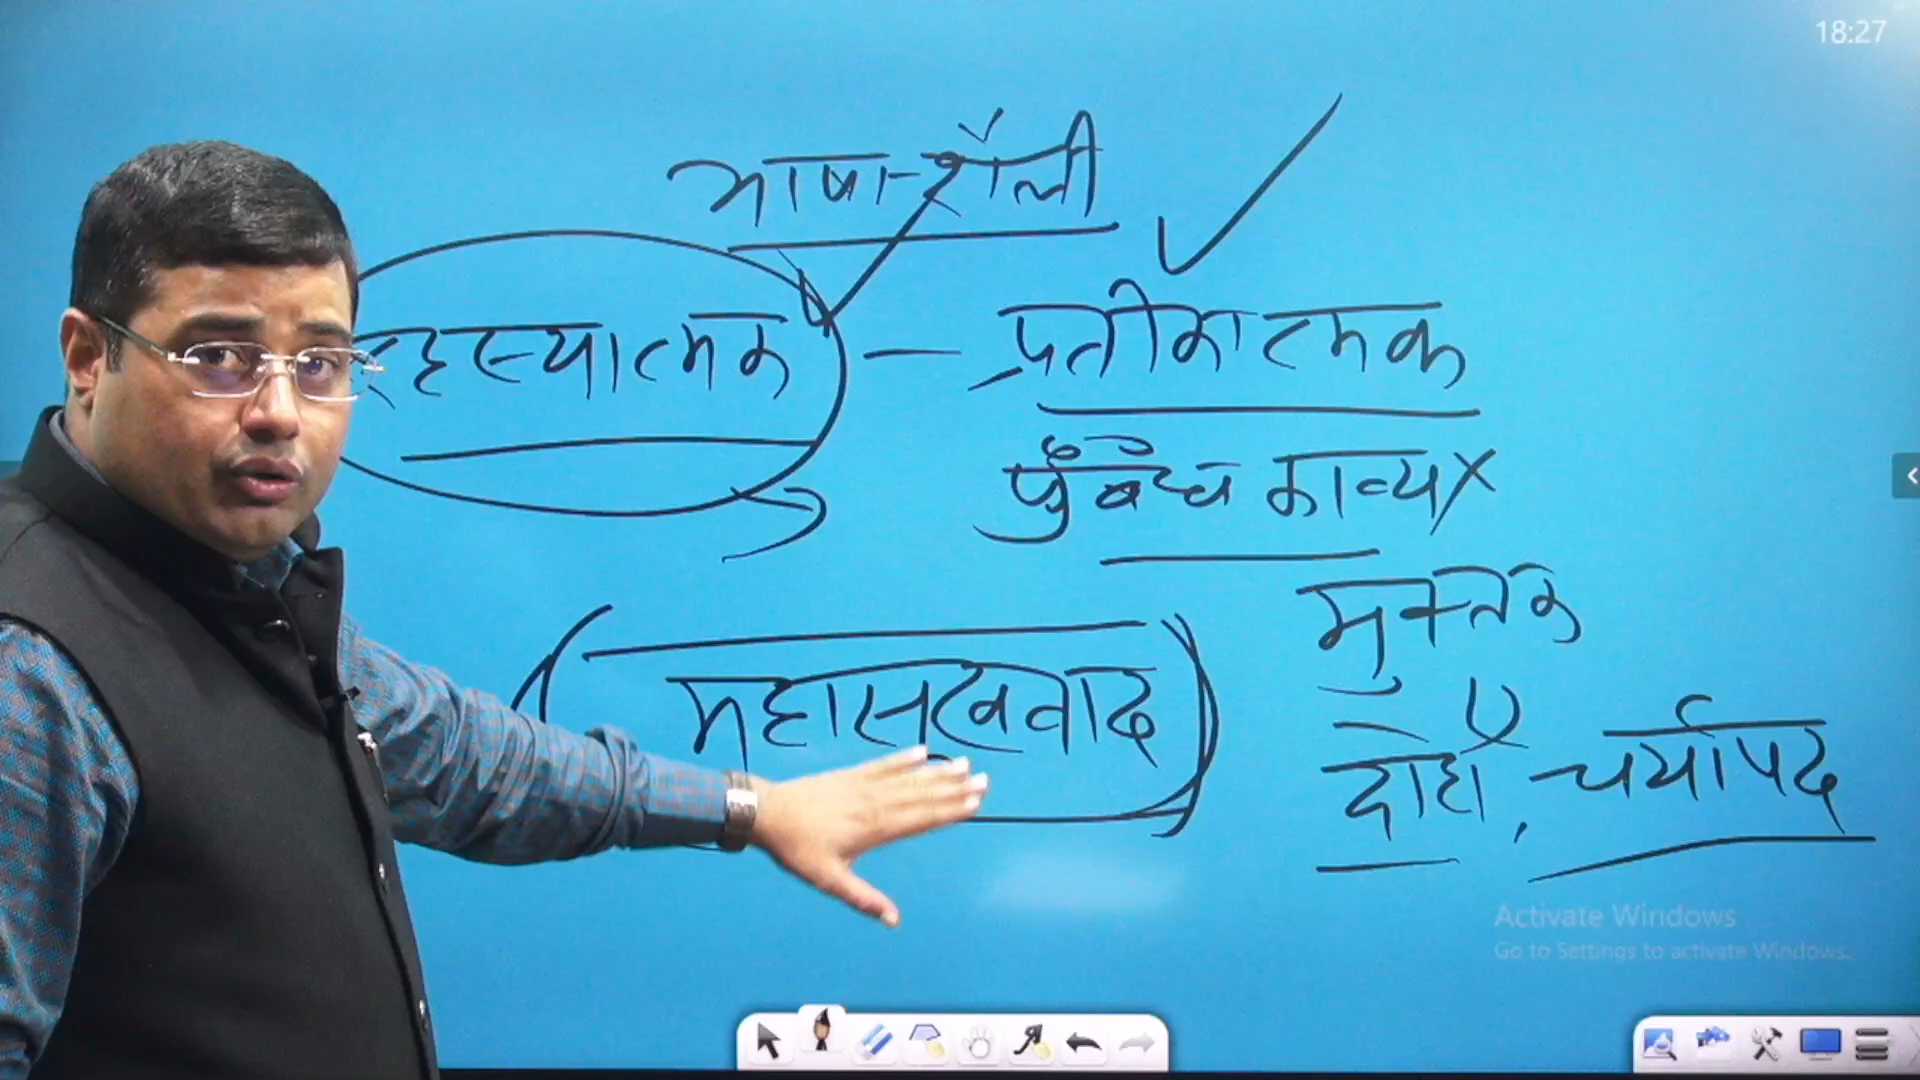 18:27
भाषा-शैली
रहस्यात्मक - प्रतीकात्मक
प्रबन्ध काव्य X
मुक्तक
महासुखवाद
दोहा, चर्यापद
Activate Windows
Go to Settings to activate Windows.